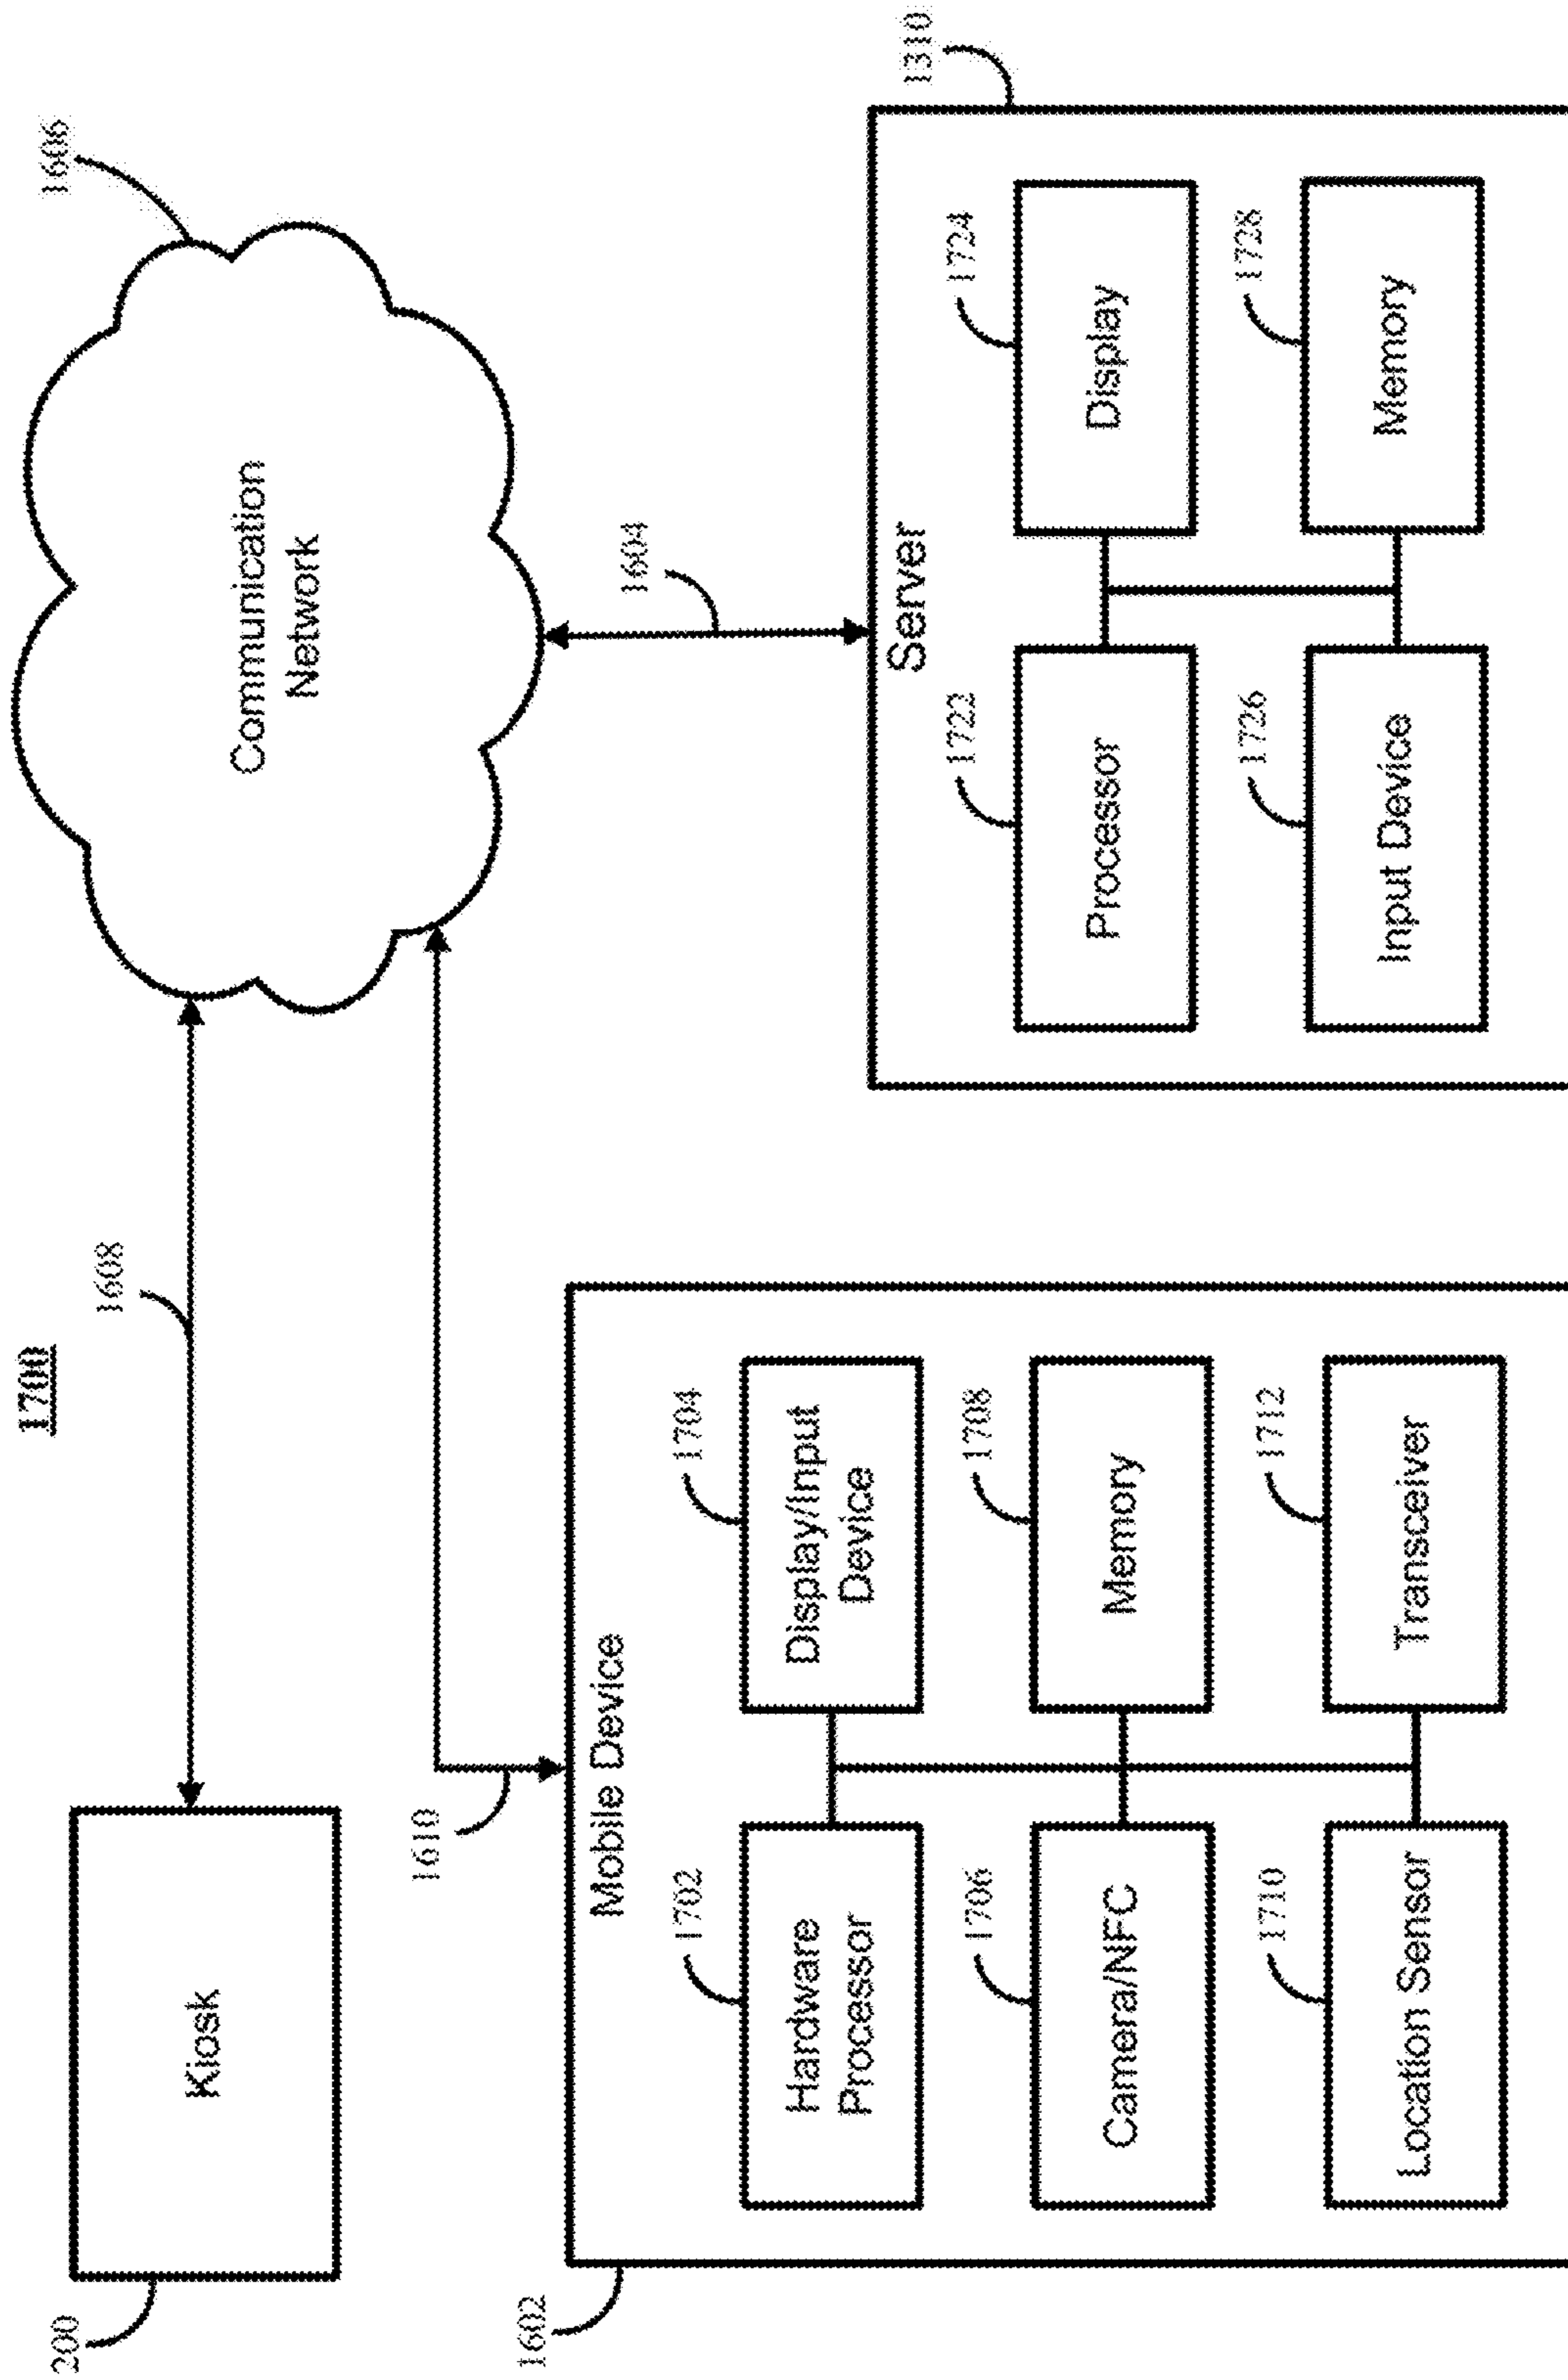 1700
200
Kiosk
1608
1606
Communication
Network
1610
1604
1602
Mobile Device
1702
Hardware
Processor
1704
Display/Input
Device
1706
Camera/NFC
1708
Memory
1710
Location Sensor
1712
Transceiver
1310
Server
1722
Processor
1724
Display
1726
Input Device
1728
Memory